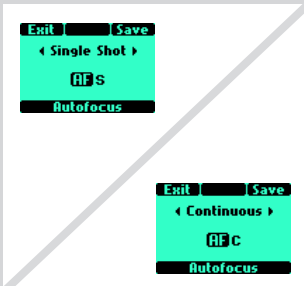 Exit Save
Single Shot
AF S
Autofocus
Exit Save
Continuous
AF C
Autofocus